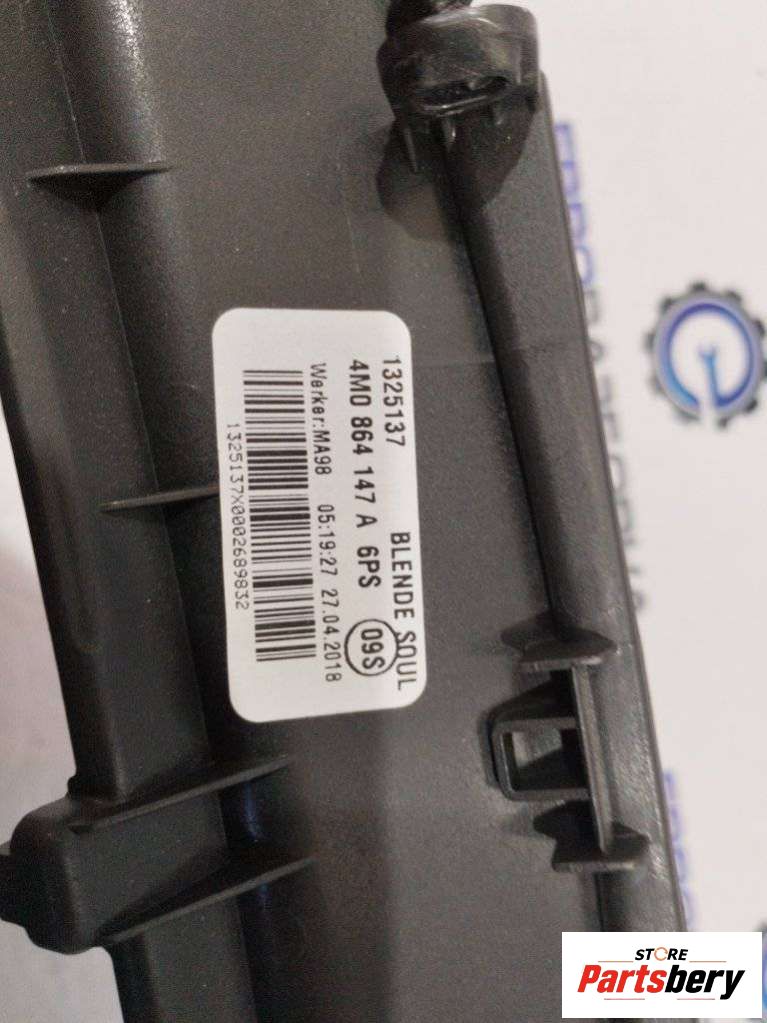 1325137 BLENDE SOUL
4M0 864 147 A 6PS 09S
Werker:MA98 05:19:27 27.04.2018
1325137X0002689832
STORE
Partsbery